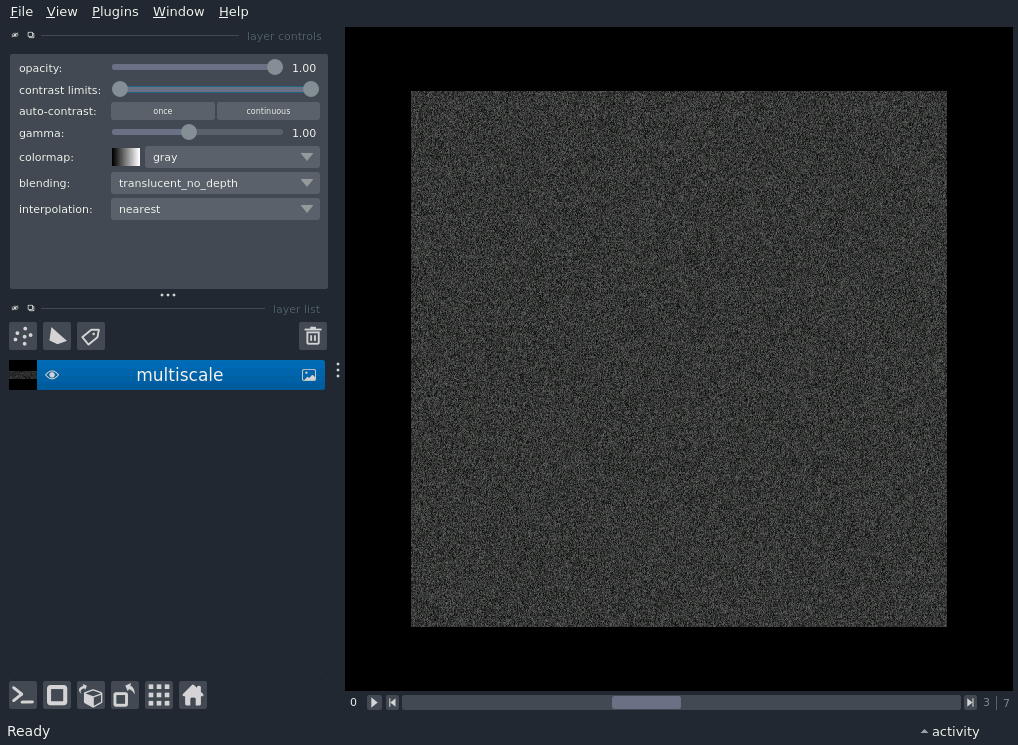 File View Plugins Window Help
layer controls
opacity: 1.00
contrast limits:
auto-contrast: once continuous
gamma: 1.00
colormap: gray
blending: translucent_no_depth
interpolation: nearest
layer list
multiscale
0 3 | 7
Ready activity